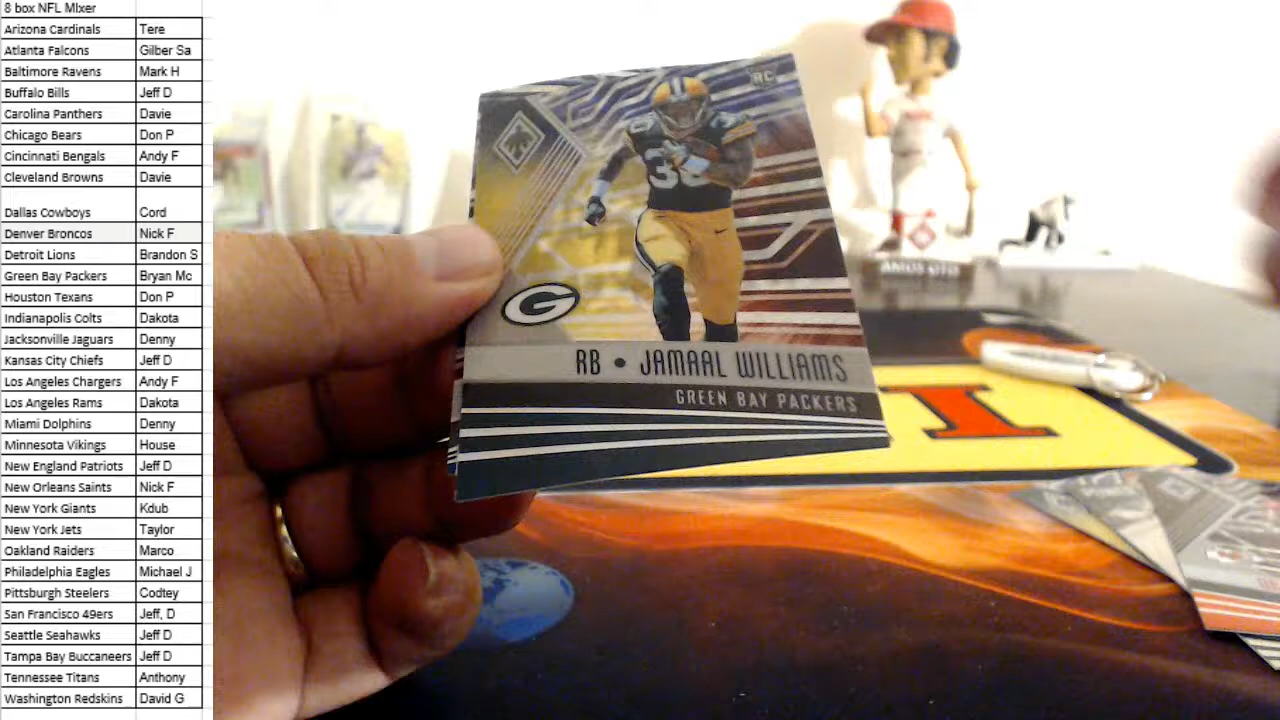 8 box NFL MIxer
Arizona Cardinals Tere
Atlanta Falcons Gilber Sa
Baltimore Ravens Mark H
Buffalo Bills Jeff D
Carolina Panthers Davie
Chicago Bears Don P
Cincinnati Bengals Andy F
Cleveland Browns Davie
Dallas Cowboys Cord
Denver Broncos Nick F
Detroit Lions Brandon S
Green Bay Packers Bryan Mc
Houston Texans Don P
Indianapolis Colts Dakota
Jacksonville Jaguars Denny
Kansas City Chiefs Jeff D
Los Angeles Chargers Andy F
Los Angeles Rams Dakota
Miami Dolphins Denny
Minnesota Vikings House
New England Patriots Jeff D
New Orleans Saints Nick F
New York Giants Kdub
New York Jets Taylor
Oakland Raiders Marco
Philadelphia Eagles Michael J
Pittsburgh Steelers Codtey
San Francisco 49ers Jeff, D
Seattle Seahawks Jeff D
Tampa Bay Buccaneers Jeff D
Tennessee Titans Anthony
Washington Redskins David G
RC
30
G
RB • JAMAAL WILLIAMS
GREEN BAY PACKERS
AMOS OTIS
I